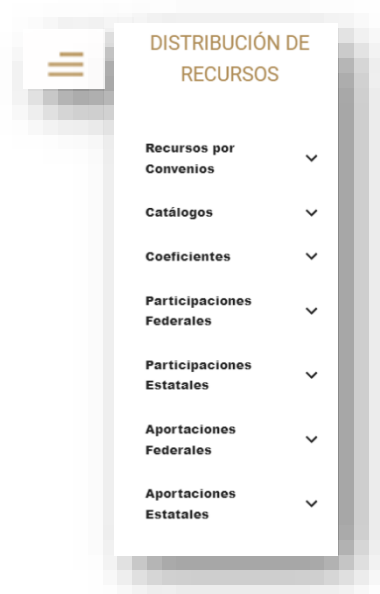 DISTRIBUCIÓN DE
RECURSOS
Recursos por
Convenios
Catálogos
Coeficientes
Participaciones
Federales
Participaciones
Estatales
Aportaciones
Federales
Aportaciones
Estatales